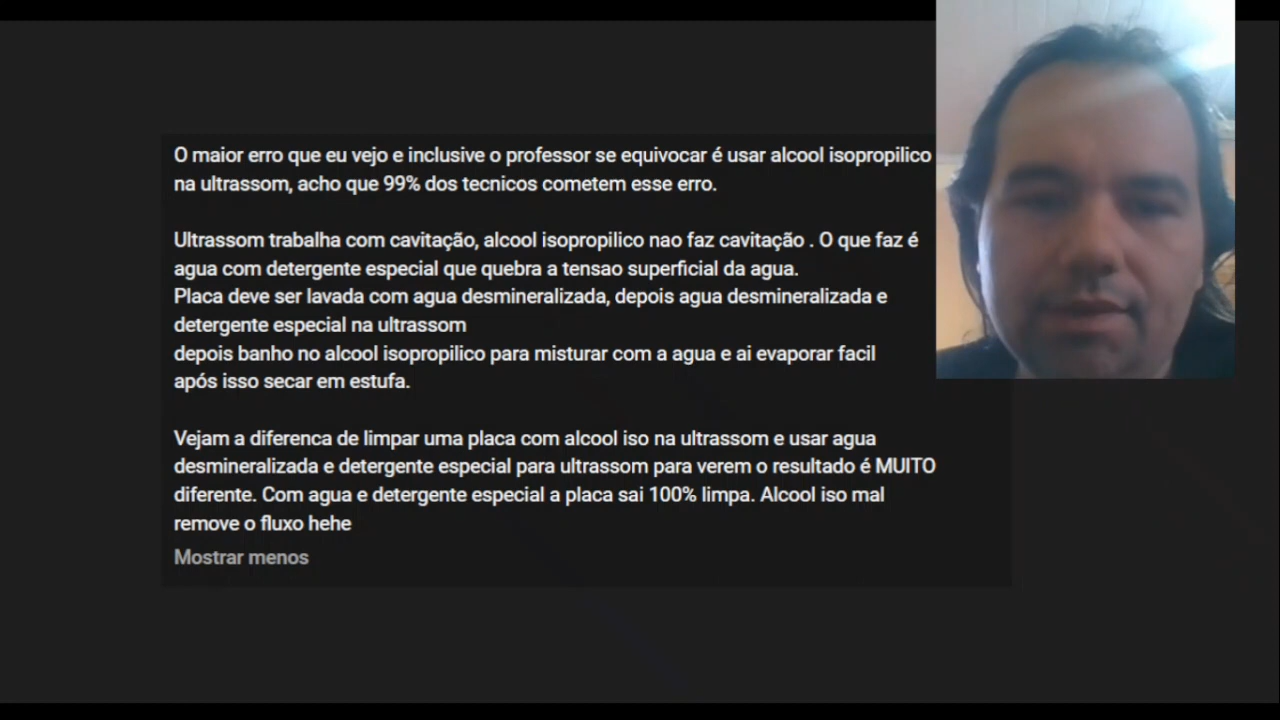 O maior erro que eu vejo e inclusive o professor se equivocar é usar alcool isopropilico
na ultrassom, acho que 99% dos tecnicos cometem esse erro.
Ultrassom trabalha com cavitação, alcool isopropilico nao faz cavitação . O que faz é
agua com detergente especial que quebra a tensao superficial da agua.
Placa deve ser lavada com agua desmineralizada, depois agua desmineralizada e
detergente especial na ultrassom
depois banho no alcool isopropilico para misturar com a agua e ai evaporar facil
após isso secar em estufa.
Vejam a diferenca de limpar uma placa com alcool iso na ultrassom e usar agua
desmineralizada e detergente especial para ultrassom para verem o resultado é MUITO
diferente. Com agua e detergente especial a placa sai 100% limpa. Alcool iso mal
remove o fluxo hehe
Mostrar menos